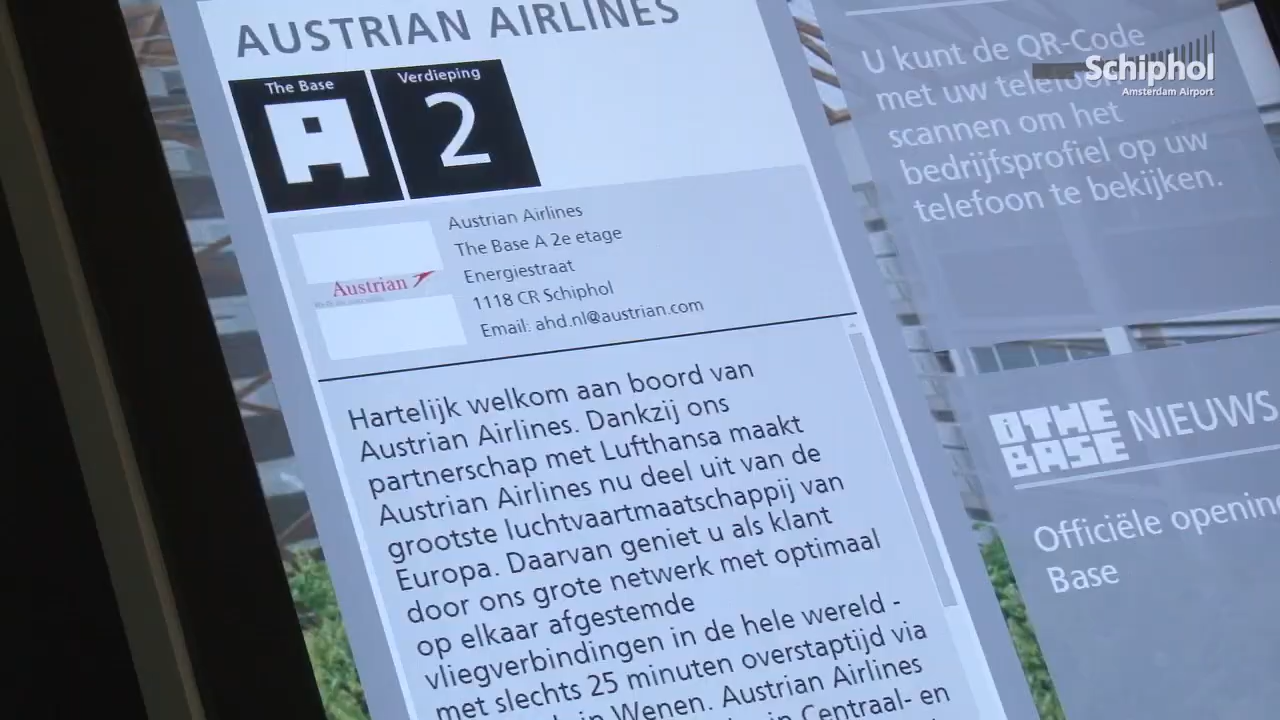 AUSTRIAN AIRLINES
The Base
A
Verdieping
2
Austrian Airlines
The Base A 2e etage
Energiestraat
1118 CR Schiphol
Email: ahd.nl@austrian.com
Austrian
Hartelijk welkom aan boord van
Austrian Airlines. Dankzij ons
partnerschap met Lufthansa maakt
Austrian Airlines nu deel uit van de
grootste luchtvaartmaatschappij van
Europa. Daarvan geniet u als klant
door ons grote netwerk met optimaal
op elkaar afgestemde
vliegverbindingen in de hele wereld -
met slechts 25 minuten overstaptijd via
in Wenen. Austrian Airlines
in Centraal- en
U kunt de QR-Code
met uw telefoon
scannen om het
bedrijfsprofiel op uw
telefoon te bekijken.
Schiphol
Amsterdam Airport
THE
BASE
NIEUWS
Officiële opening
Base